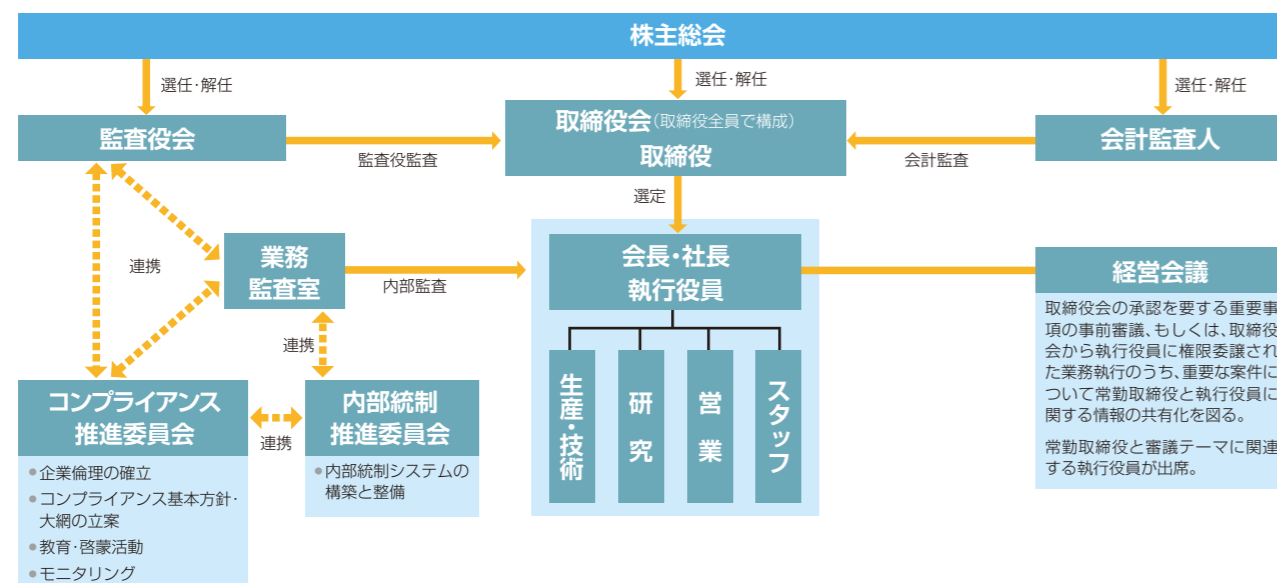 株主総会
選任・解任
選任・解任
選任・解任
監査役会
取締役会(取締役全員で構成)
取締役
会計監査人
監査役監査
会計監査
選定
連携
業務
監査室
内部監査
会長・社長
執行役員
経営会議
取締役会の承認を要する重要事
項の事前審議、もしくは、取締役
会から執行役員に権限委譲され
た業務執行のうち、重要な案件に
ついて常勤取締役と執行役員に
関する情報の共有化を図る。
常勤取締役と審議テーマに関連
する執行役員が出席。
連携
生産・技術
研究
営業
スタッフ
コンプライアンス
推進委員会
連携
内部統制
推進委員会
●企業倫理の確立
●コンプライアンス基本方針・
大網の立案
●教育・啓蒙活動
●モニタリング
●内部統制システムの
構築と整備